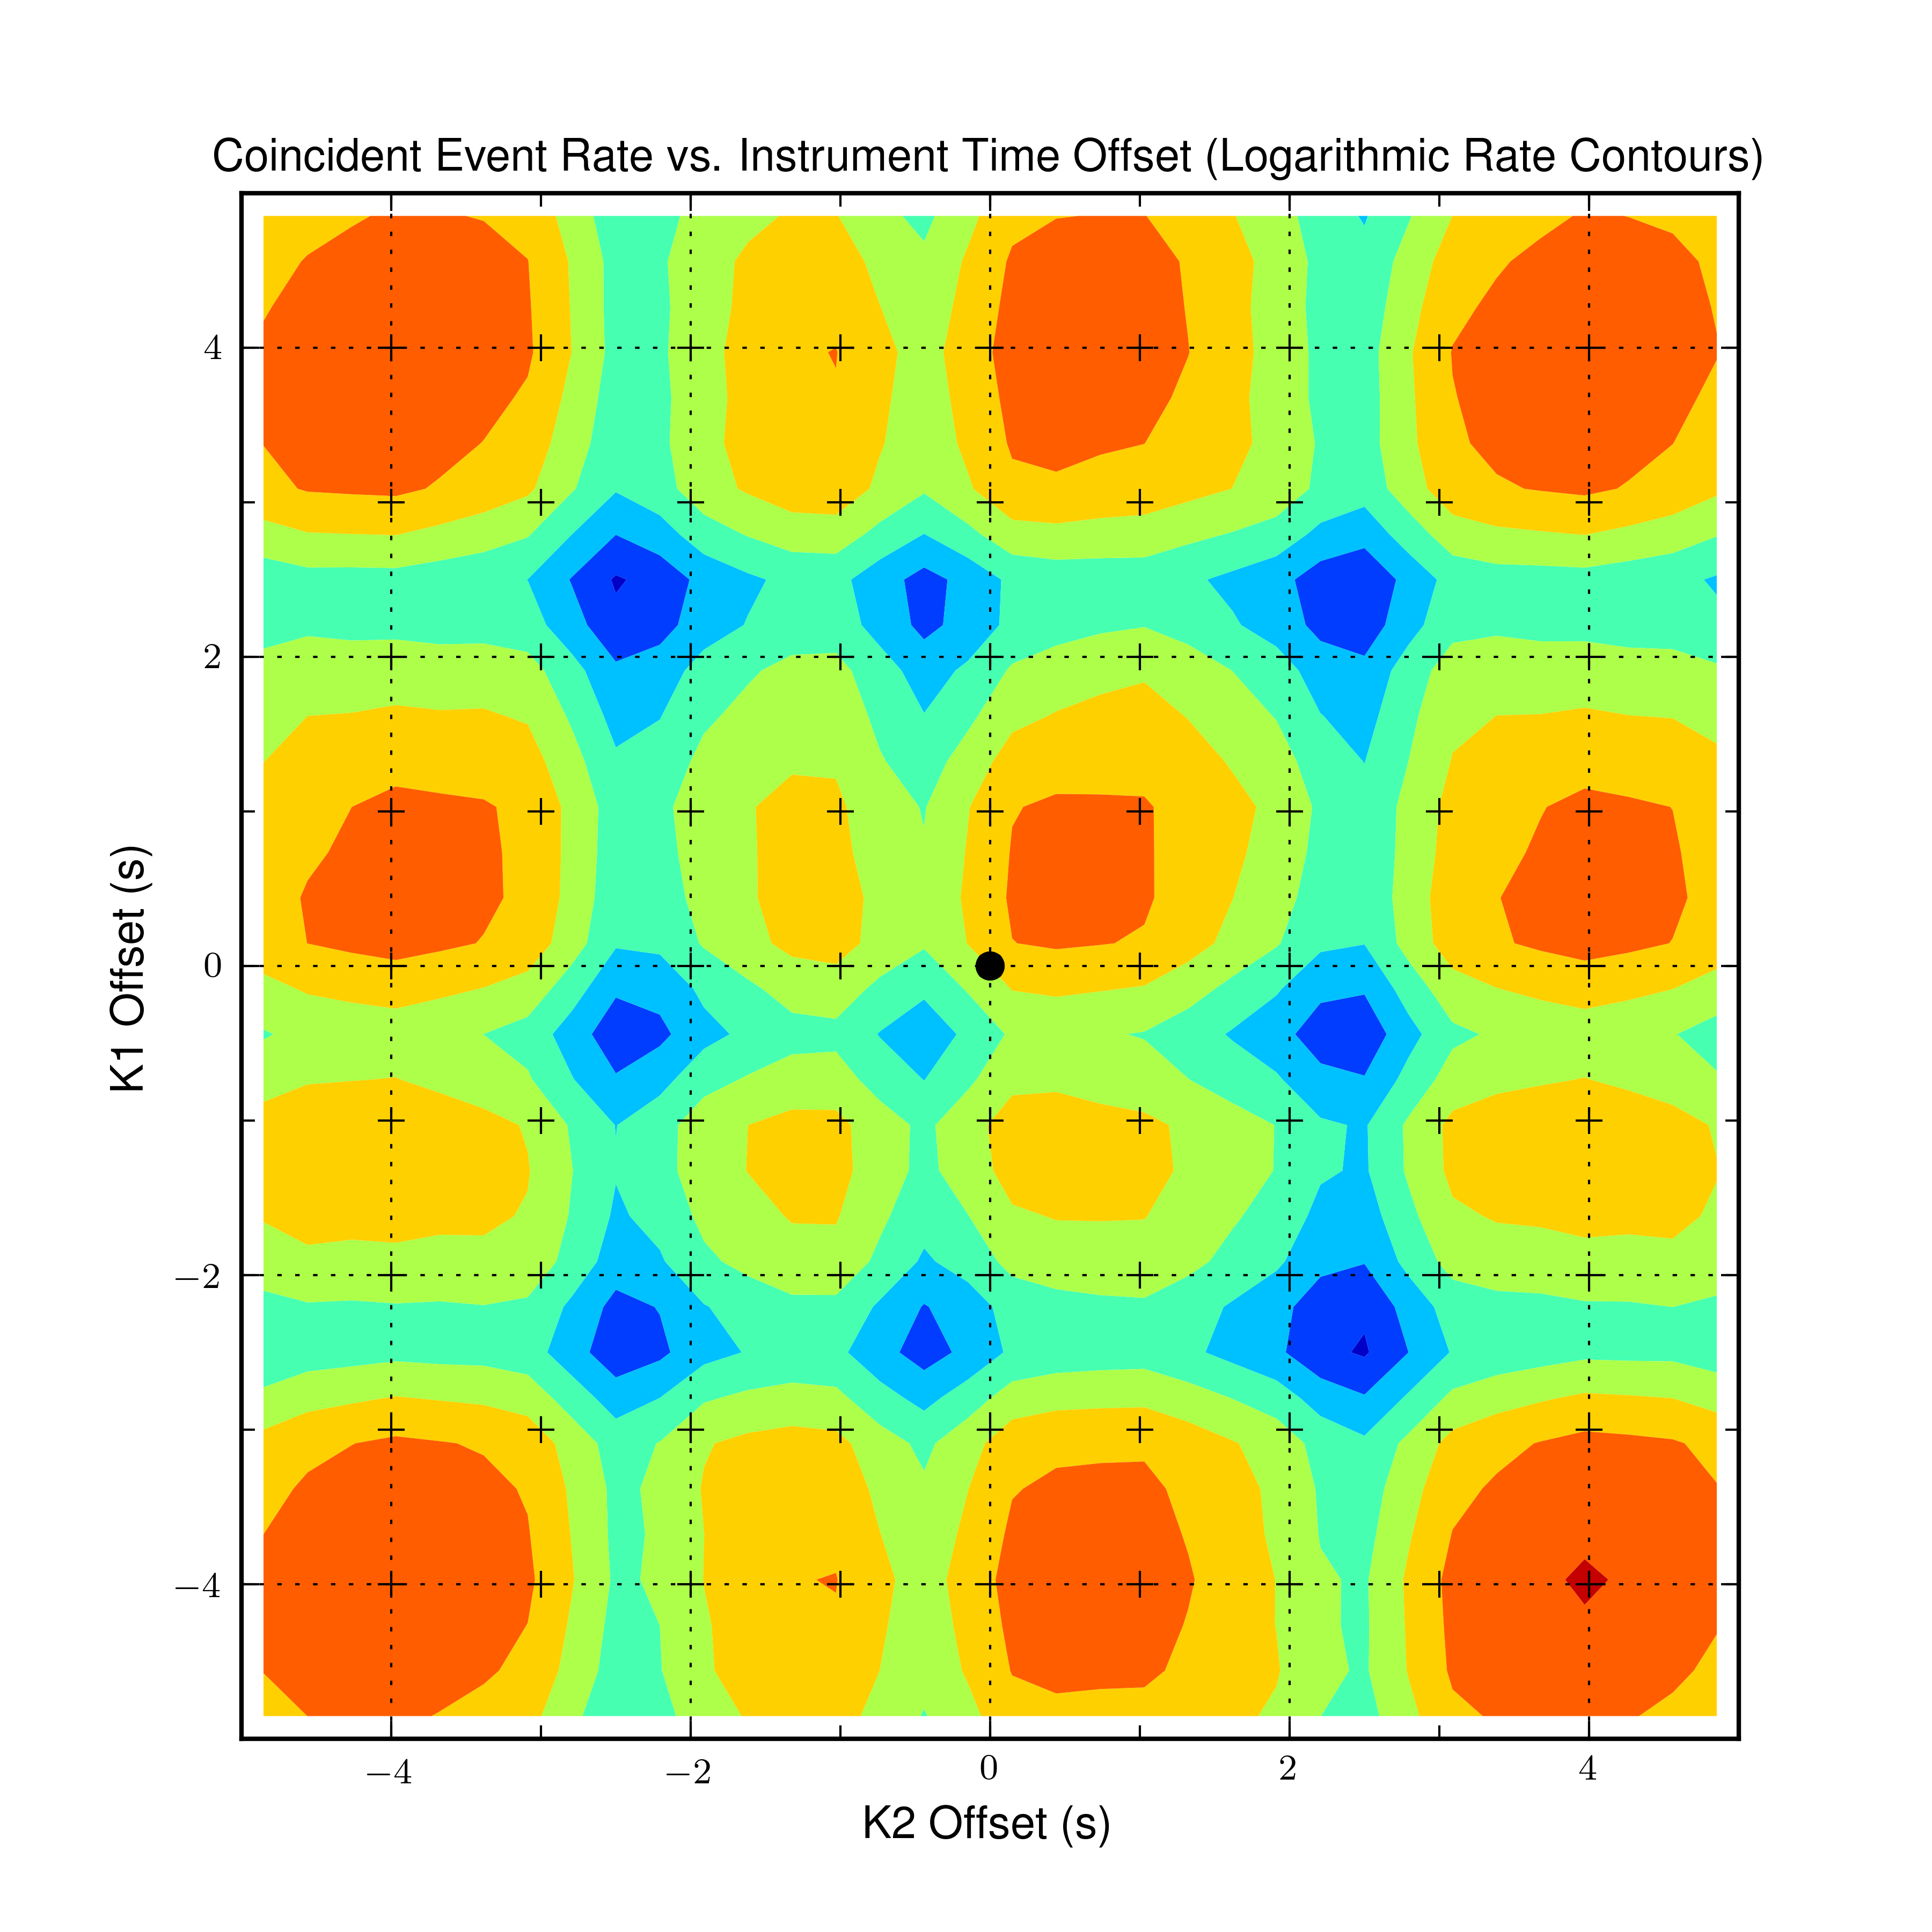 Coincident Event Rate vs. Instrument Time Offset (Logarithmic Rate Contours)
4
2
0
−2
−4
K1 Offset (s)
−4 −2 0 2 4
K2 Offset (s)